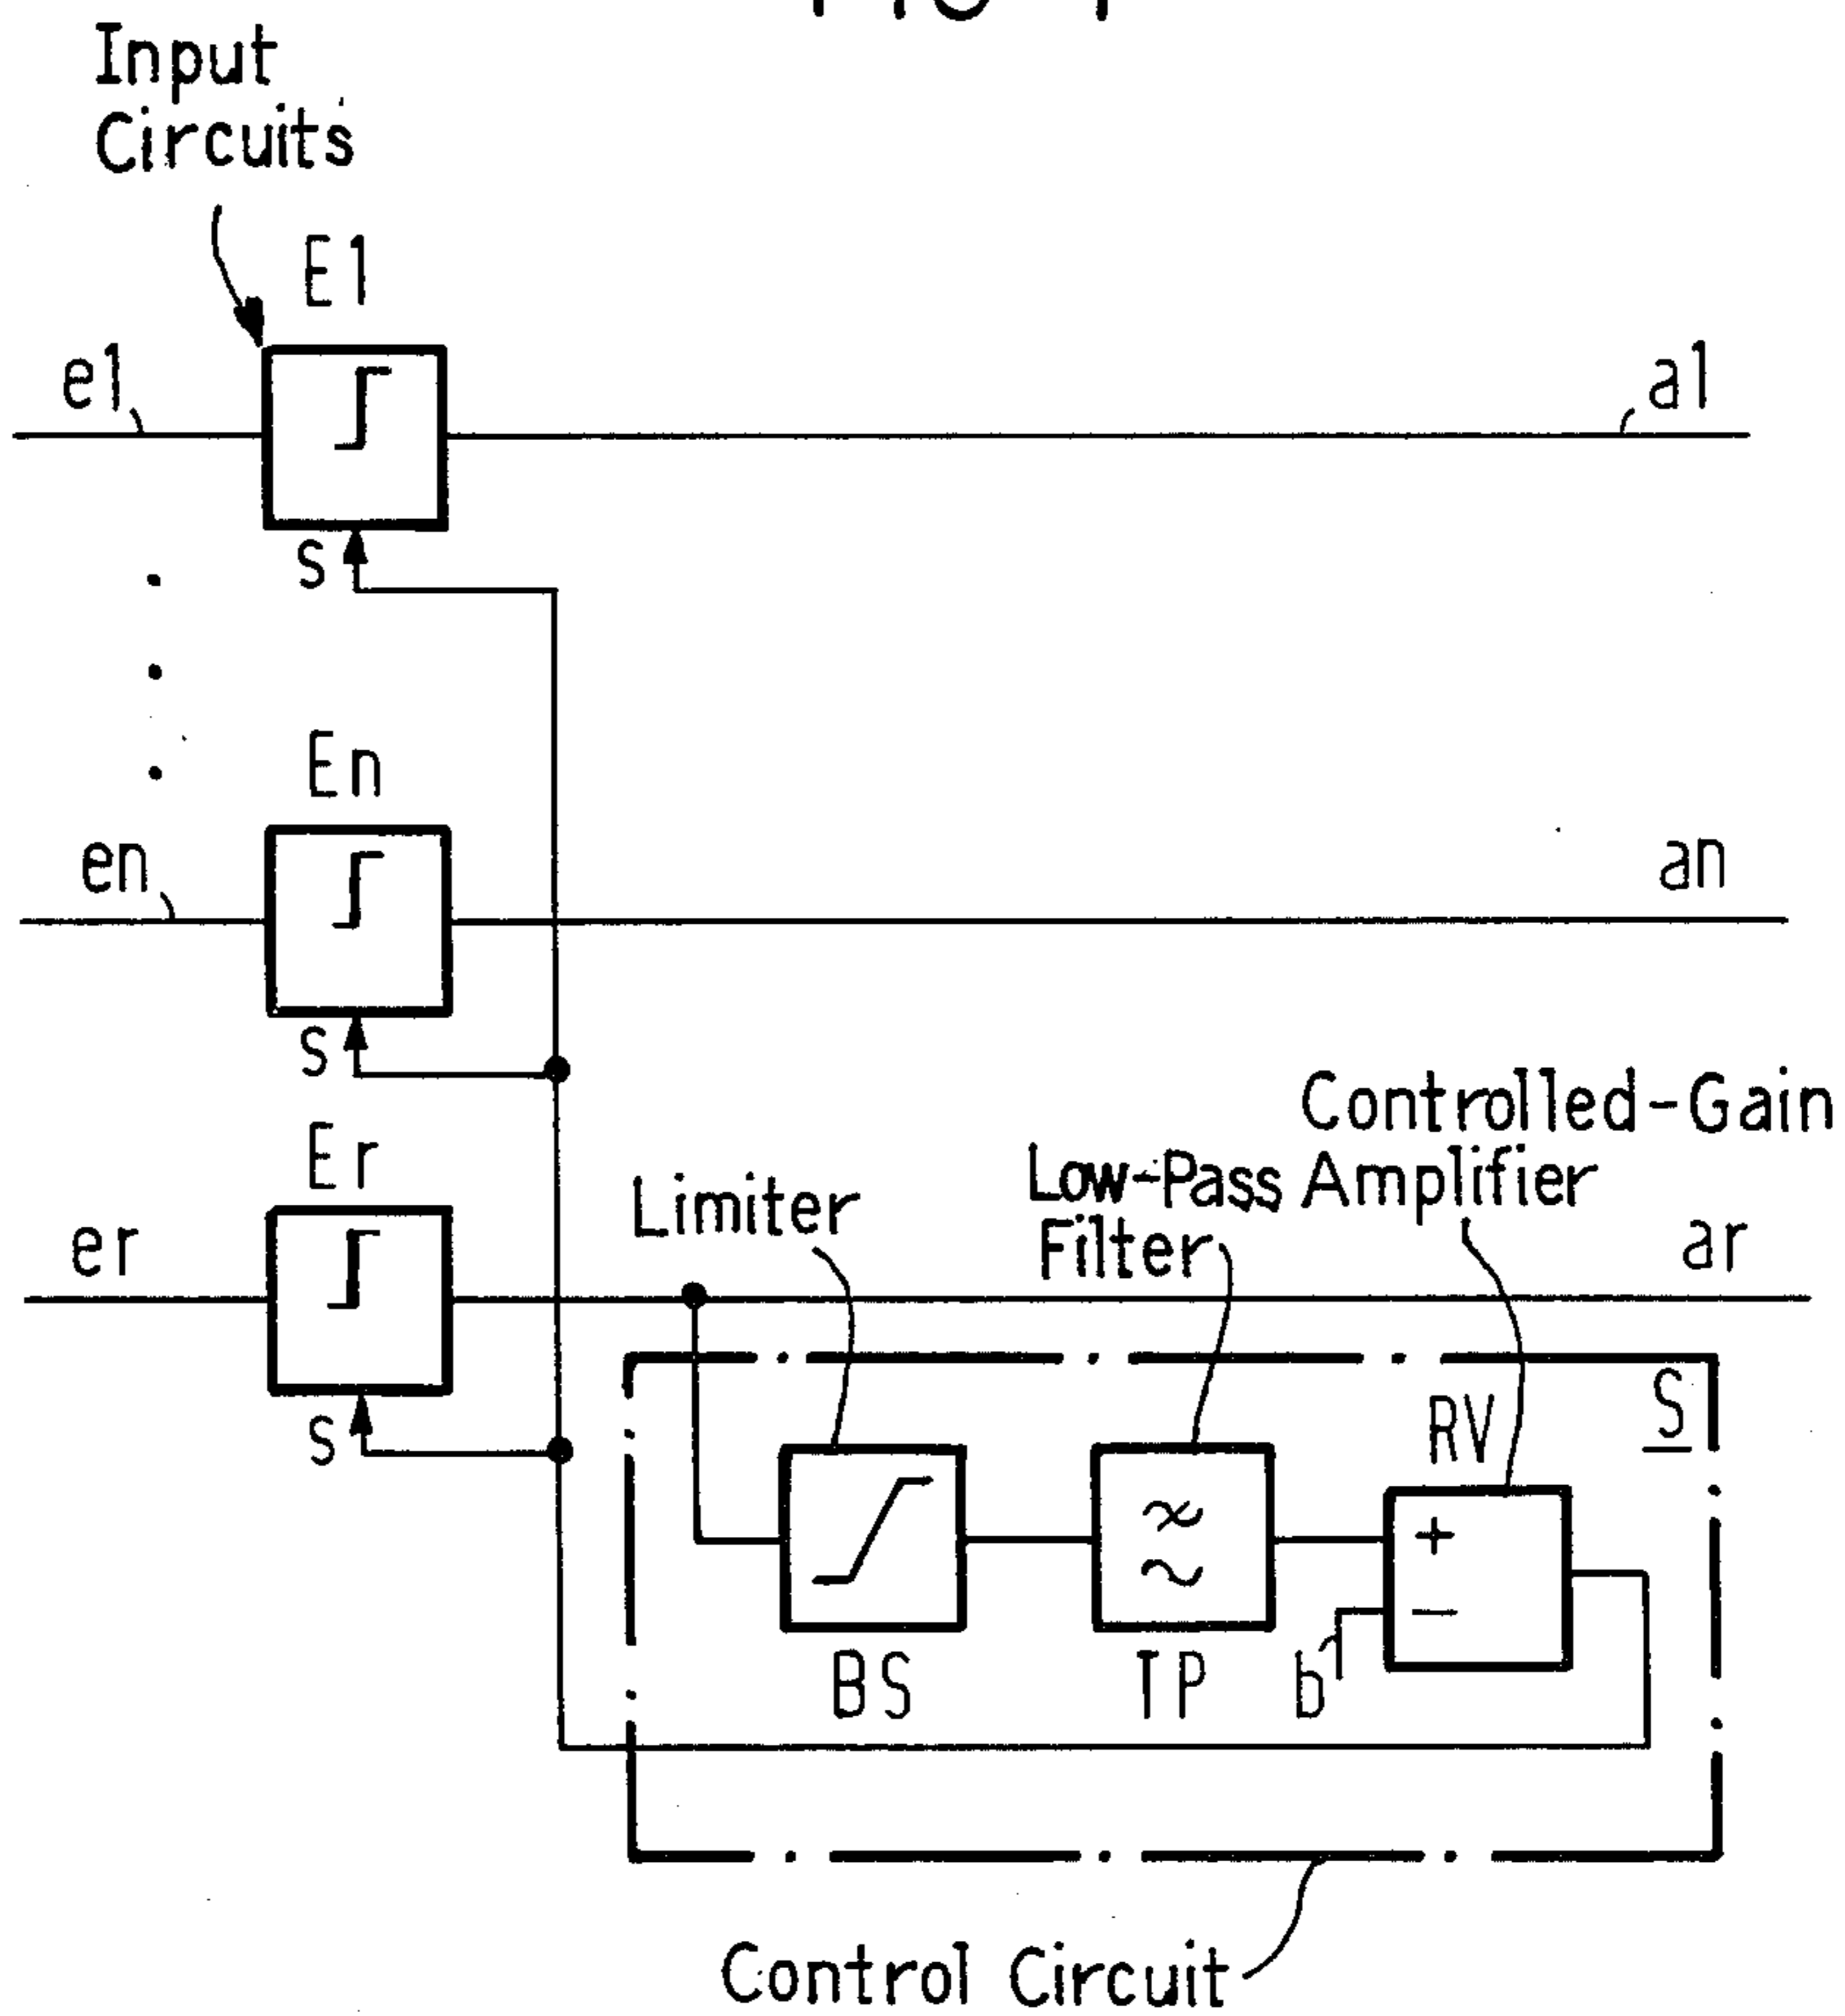 Input
Circuits
E1
e1
a1
s
En
en
an
s
Controlled-Gain
Er
Low-Pass Amplifier
Limiter
Filter
er
ar
s
RV
S
+
−
BS
TP
b
Control Circuit